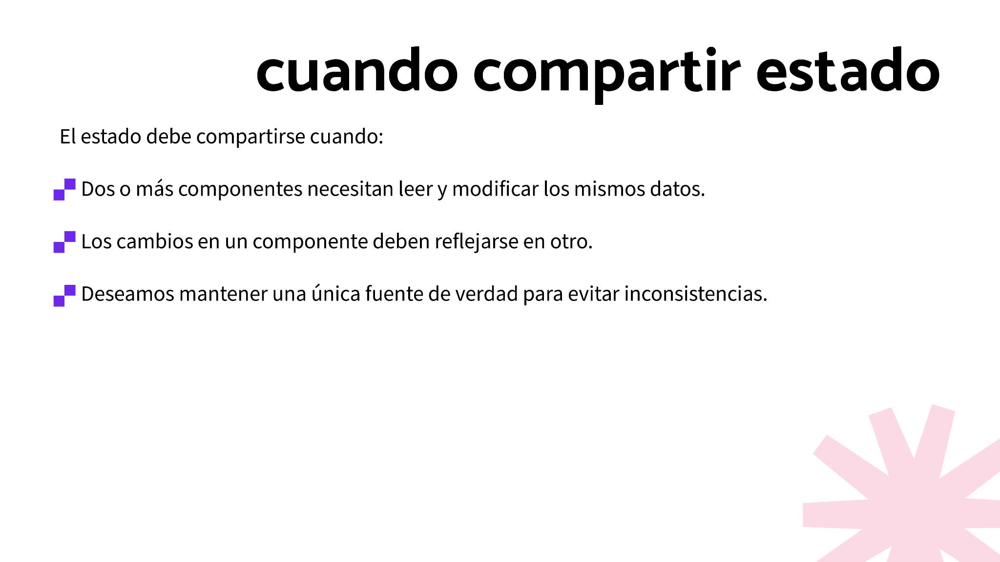 cuando compartir estado
El estado debe compartirse cuando:
Dos o más componentes necesitan leer y modificar los mismos datos.
Los cambios en un componente deben reflejarse en otro.
Deseamos mantener una única fuente de verdad para evitar inconsistencias.